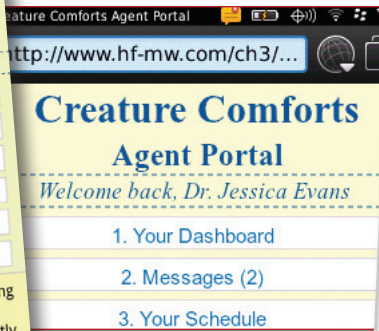 Creature Comforts Agent Portal
http://www.hf-mw.com/ch3/...
Creature Comforts
Agent Portal
Welcome back, Dr. Jessica Evans
1. Your Dashboard
2. Messages (2)
3. Your Schedule